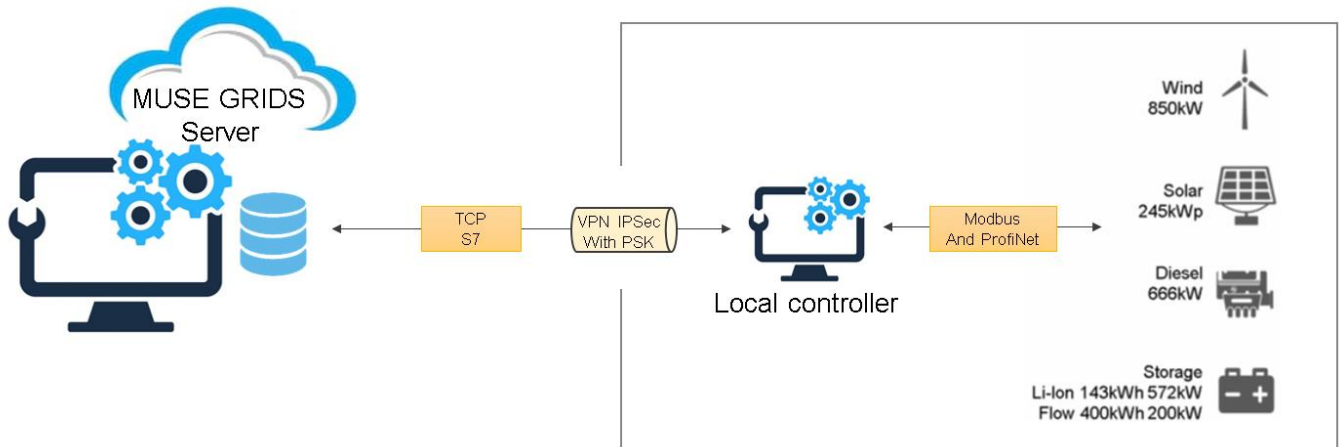 MUSE GRIDS
Server
TCP
S7
VPN IPSec
With PSK
Local controller
Modbus
And ProfiNet
Wind
850kW
Solar
245kWp
Diesel
666kW
Storage
Li-Ion 143kWh 572kW
Flow 400kWh 200kW